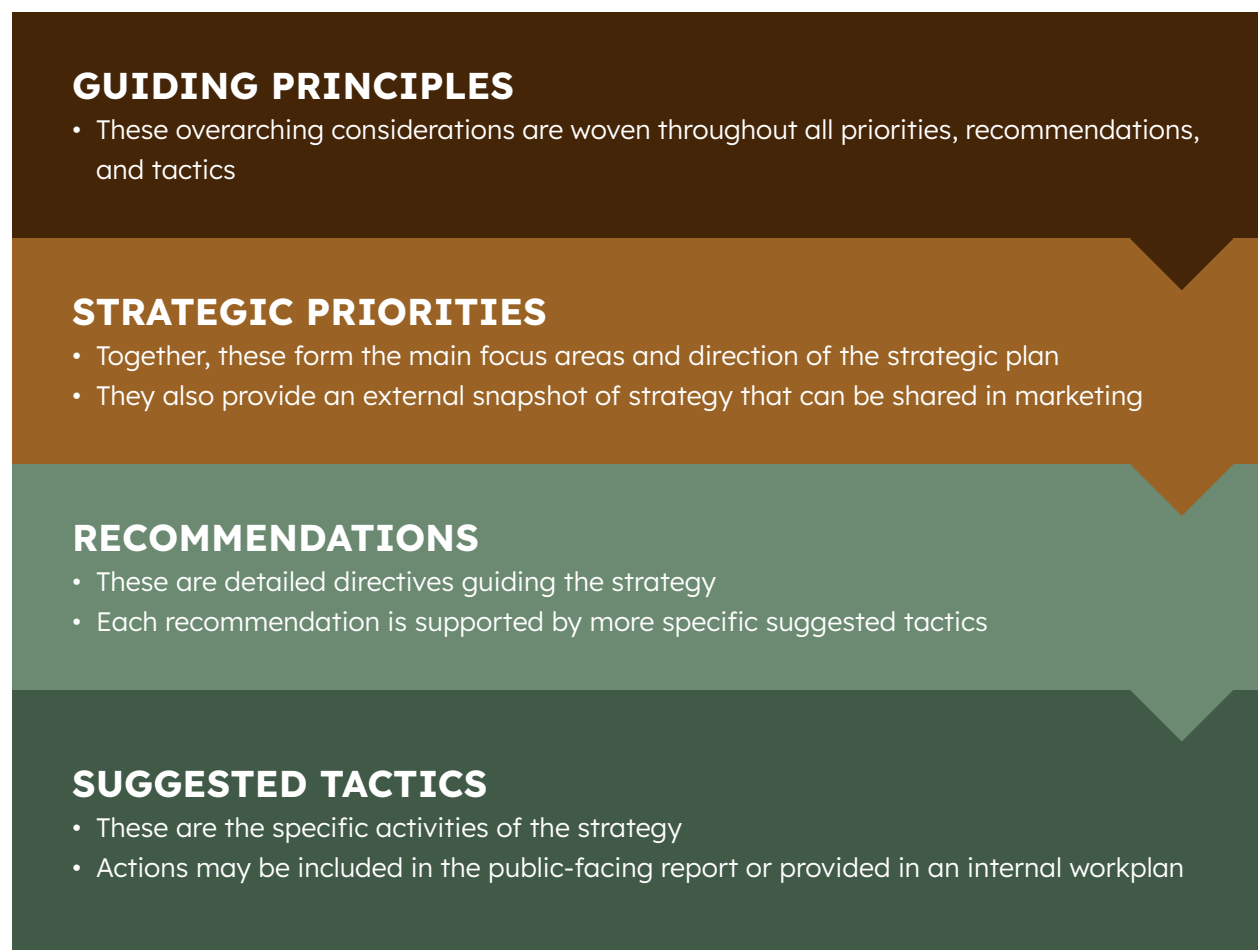 GUIDING PRINCIPLES
• These overarching considerations are woven throughout all priorities, recommendations,
and tactics
STRATEGIC PRIORITIES
• Together, these form the main focus areas and direction of the strategic plan
• They also provide an external snapshot of strategy that can be shared in marketing
RECOMMENDATIONS
• These are detailed directives guiding the strategy
• Each recommendation is supported by more specific suggested tactics
SUGGESTED TACTICS
• These are the specific activities of the strategy
• Actions may be included in the public-facing report or provided in an internal workplan